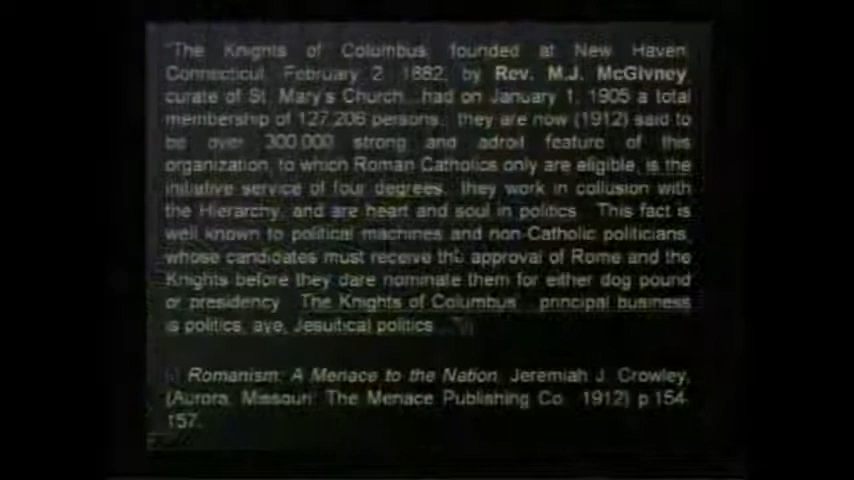 "The Knights of Columbus, founded at New Haven,
Connecticut, February 2, 1882, by Rev. M.J. McGivney,
curate of St. Mary's Church...had on January 1, 1905 a total
membership of 127,206 persons... they are now (1912) said to
be over 300,000 strong and adroit feature of this
organization, to which Roman Catholics only are eligible, is the
initiative service of four degrees. they work in collusion with
the Hierarchy, and are heart and soul in politics. This fact is
well known to political machines and non-Catholic politicians,
whose candidates must receive the approval of Rome and the
Knights before they dare nominate them for either dog pound
or presidency. The Knights of Columbus' principal business
is politics, aye, Jesuitical politics
Romanism: A Menace to the Nation, Jeremiah J. Crowley,
(Aurora, Missouri: The Menace Publishing Co. 1912) p.154-
157.